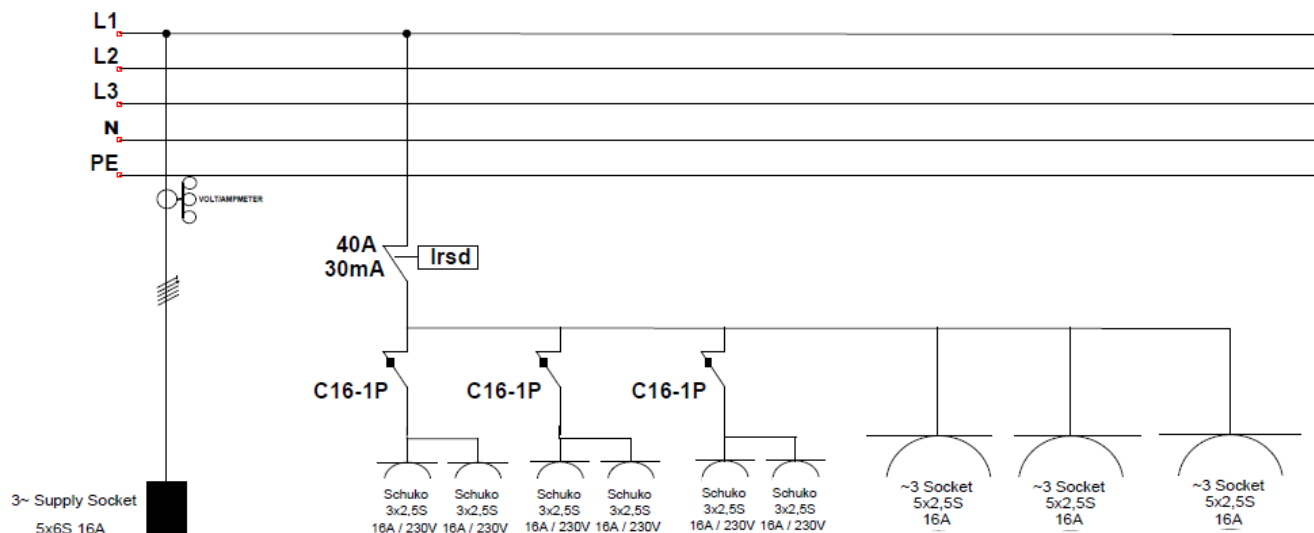 L1
L2
L3
N
PE
VOLT/AMPMETER
40A
30mA
Irsd
C16-1P
C16-1P
C16-1P
3~ Supply Socket
5x6S 16A
Schuko
3x2,5S
16A / 230V
Schuko
3x2,5S
16A / 230V
Schuko
3x2,5S
16A / 230V
Schuko
3x2,5S
16A / 230V
Schuko
3x2,5S
16A / 230V
Schuko
3x2,5S
16A / 230V
~3 Socket
5x2,5S
16A
~3 Socket
5x2,5S
16A
~3 Socket
5x2,5S
16A